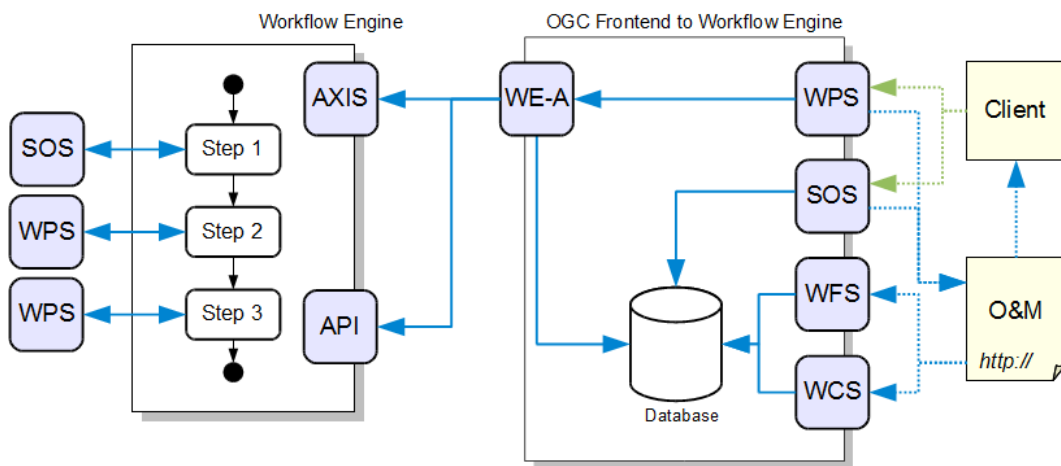 Workflow Engine
OGC Frontend to Workflow Engine
AXIS
WE-A
WPS
Client
SOS
Step 1
SOS
WPS
Step 2
WPS
Step 3
API
WFS
O&M
http://
WCS
Database